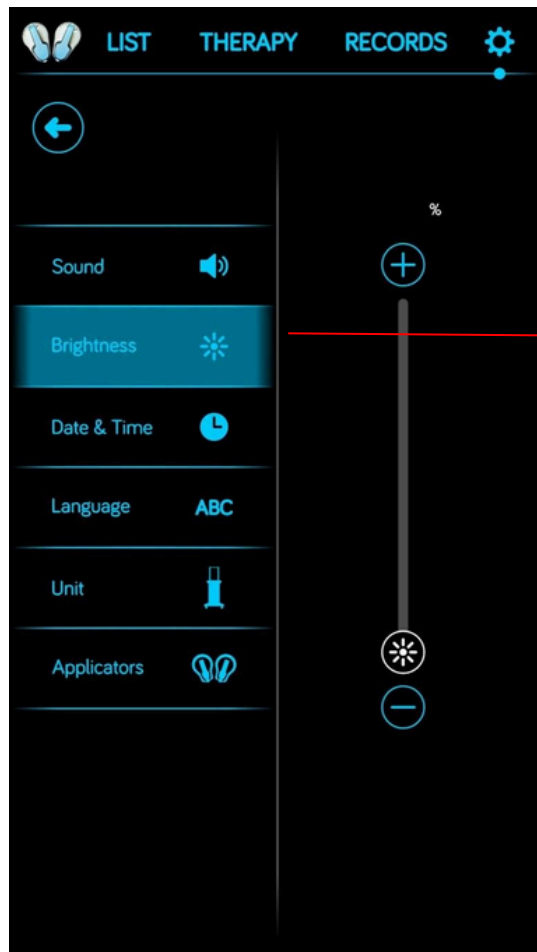 LIST THERAPY RECORDS
%
Sound
Brightness
Date & Time
Language ABC
Unit
Applicators